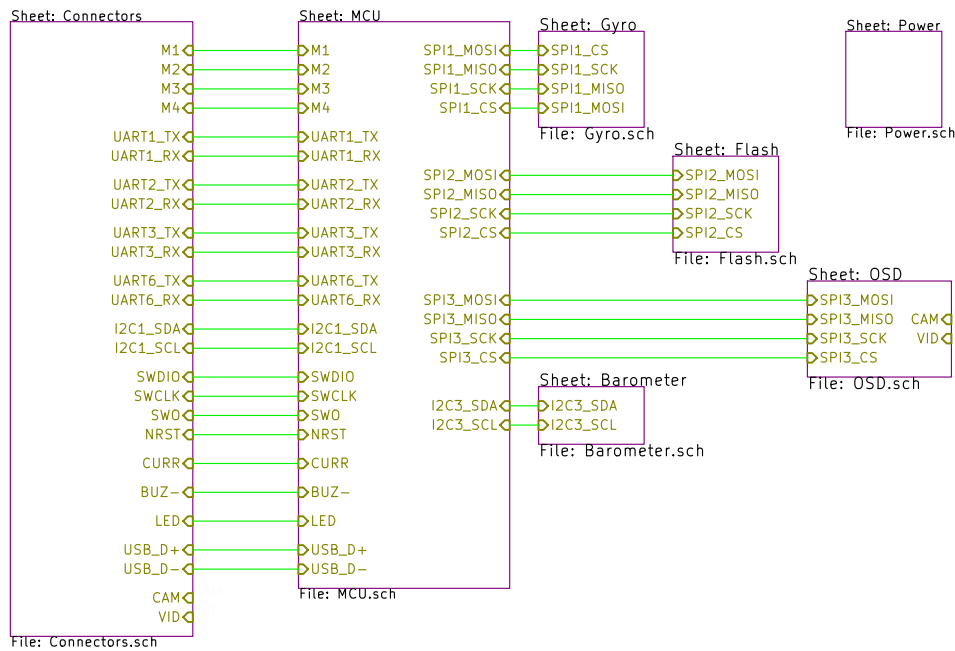 Sheet: Connectors
M1
M2
M3
M4
UART1_TX
UART1_RX
UART2_TX
UART2_RX
UART3_TX
UART3_RX
UART6_TX
UART6_RX
I2C1_SDA
I2C1_SCL
SWDIO
SWCLK
SWO
NRST
CURR
BUZ-
LED
USB_D+
USB_D-
CAM
VID
File: Connectors.sch
Sheet: MCU
M1
M2
M3
M4
UART1_TX
UART1_RX
UART2_TX
UART2_RX
UART3_TX
UART3_RX
UART6_TX
UART6_RX
I2C1_SDA
I2C1_SCL
SWDIO
SWCLK
SWO
NRST
CURR
BUZ-
LED
USB_D+
USB_D-
SPI1_MOSI
SPI1_MISO
SPI1_SCK
SPI1_CS
SPI2_MOSI
SPI2_MISO
SPI2_SCK
SPI2_CS
SPI3_MOSI
SPI3_MISO
SPI3_SCK
SPI3_CS
I2C3_SDA
I2C3_SCL
File: MCU.sch
Sheet: Gyro
SPI1_CS
SPI1_SCK
SPI1_MISO
SPI1_MOSI
File: Gyro.sch
Sheet: Flash
SPI2_MOSI
SPI2_MISO
SPI2_SCK
SPI2_CS
File: Flash.sch
Sheet: OSD
SPI3_MOSI
SPI3_MISO
SPI3_SCK
SPI3_CS
CAM
VID
File: OSD.sch
Sheet: Barometer
I2C3_SDA
I2C3_SCL
File: Barometer.sch
Sheet: Power
File: Power.sch